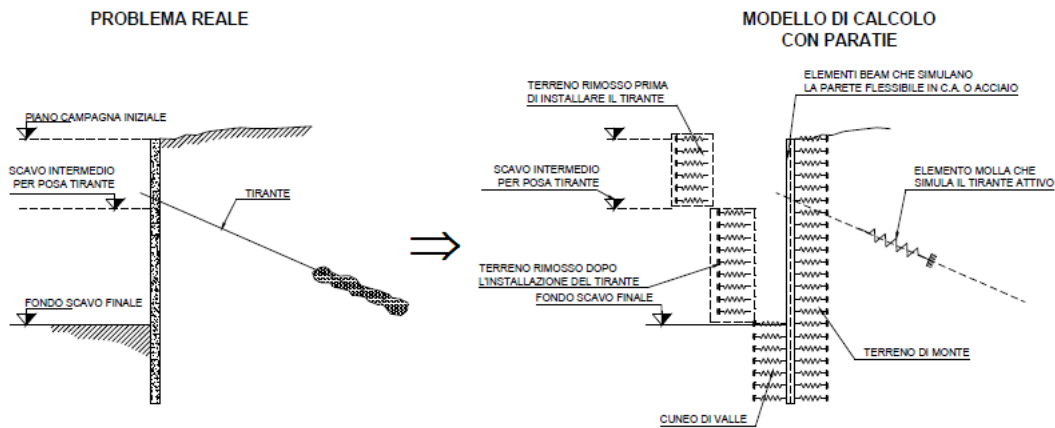 PROBLEMA REALE
PIANO CAMPAGNA INIZIALE
SCAVO INTERMEDIO
PER POSA TIRANTE
TIRANTE
FONDO SCAVO FINALE
MODELLO DI CALCOLO
CON PARATIE
TERRENO RIMOSSO PRIMA
DI INSTALLARE IL TIRANTE
ELEMENTI BEAM CHE SIMULANO
LA PARETE FLESSIBILE IN C.A. O ACCIAIO
SCAVO INTERMEDIO
PER POSA TIRANTE
ELEMENTO MOLLA CHE
SIMULA IL TIRANTE ATTIVO
TERRENO RIMOSSO DOPO
L'INSTALLAZIONE DEL TIRANTE
FONDO SCAVO FINALE
TERRENO DI MONTE
CUNEO DI VALLE